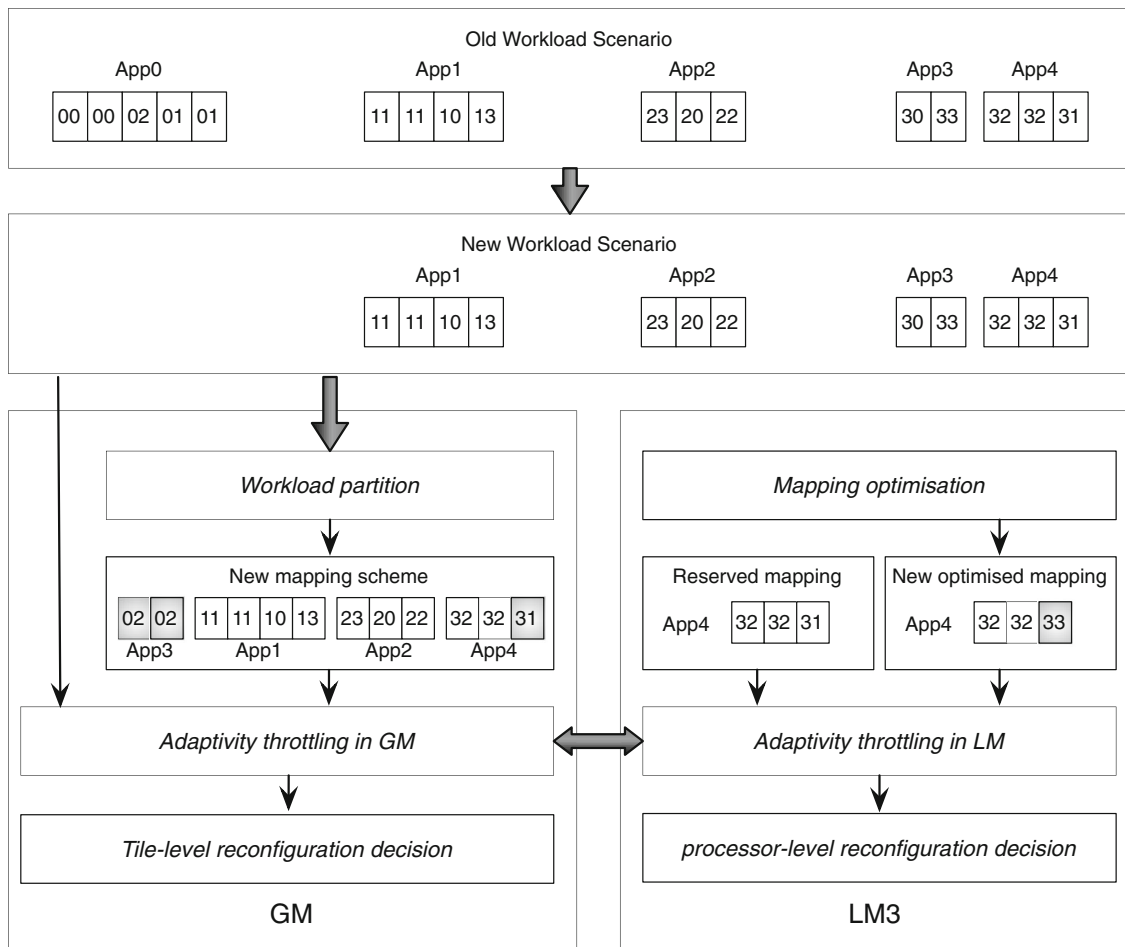 Old Workload Scenario
App0 App1 App2 App3 App4
00 00 02 01 01 11 11 10 13 23 20 22 30 33 32 32 31
New Workload Scenario
App1 App2 App3 App4
11 11 10 13 23 20 22 30 33 32 32 31
Workload partition
New mapping scheme
02 02 11 11 10 13 23 20 22 32 32 31
App3 App1 App2 App4
Adaptivity throttling in GM
Tile-level reconfiguration decision
GM
Mapping optimisation
Reserved mapping
App4 32 32 31
New optimised mapping
App4 32 32 33
Adaptivity throttling in LM
processor-level reconfiguration decision
LM3